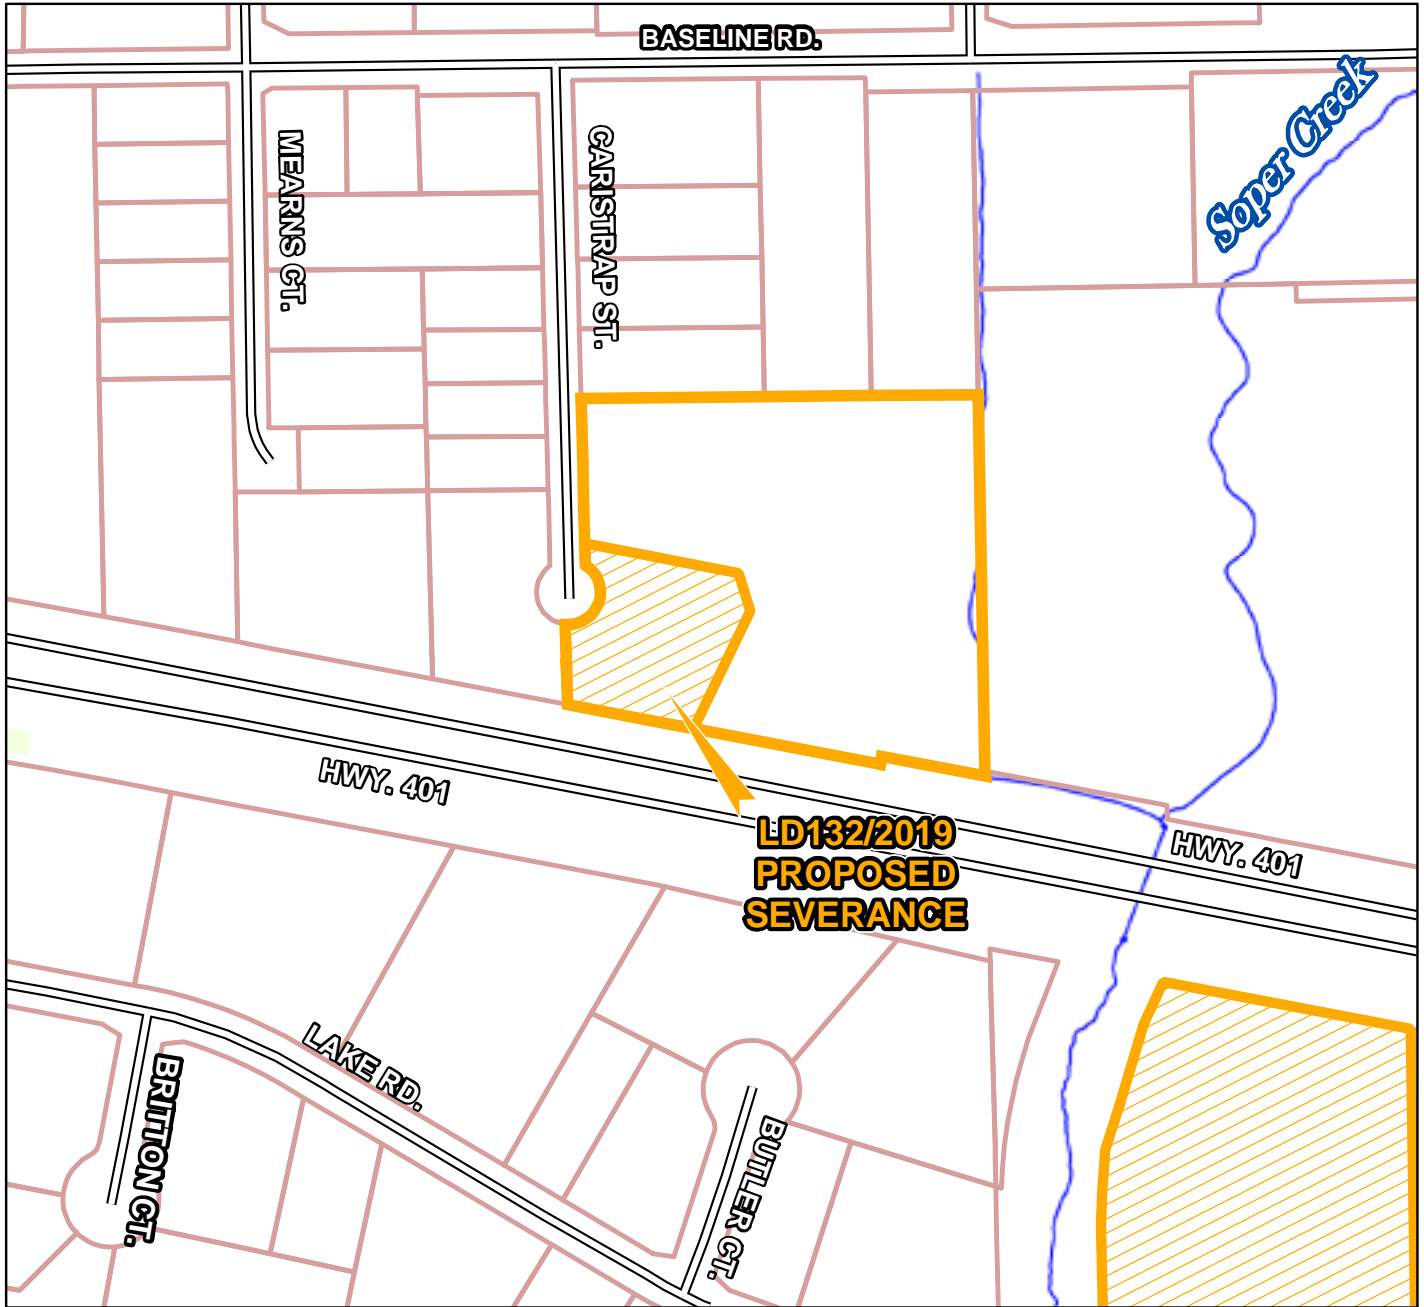 BASELINE RD.
Soper Creek
MEARNS CT.
CARISTRAP ST.
HWY. 401
LD132/2019
PROPOSED
SEVERANCE
HWY. 401
LAKE RD.
BRITTON CT.
BUTLER CT.